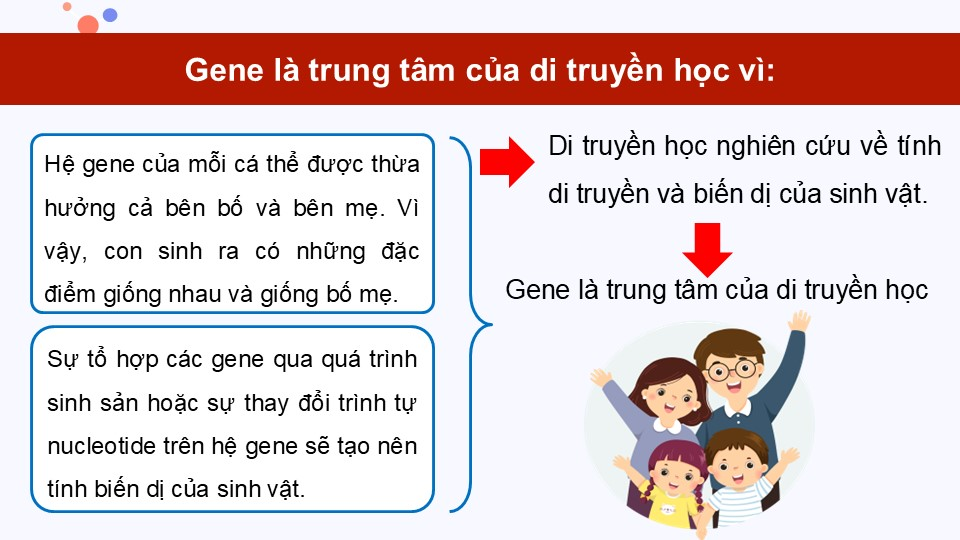 Gene là trung tâm của di truyền học vì:
Hệ gene của mỗi cá thể được thừa
hưởng cả bên bố và bên mẹ. Vì
vậy, con sinh ra có những đặc
điểm giống nhau và giống bố mẹ.
Sự tổ hợp các gene qua quá trình
sinh sản hoặc sự thay đổi trình tự
nucleotide trên hệ gene sẽ tạo nên
tính biến dị của sinh vật.
Di truyền học nghiên cứu về tính
di truyền và biến dị của sinh vật.
Gene là trung tâm của di truyền học